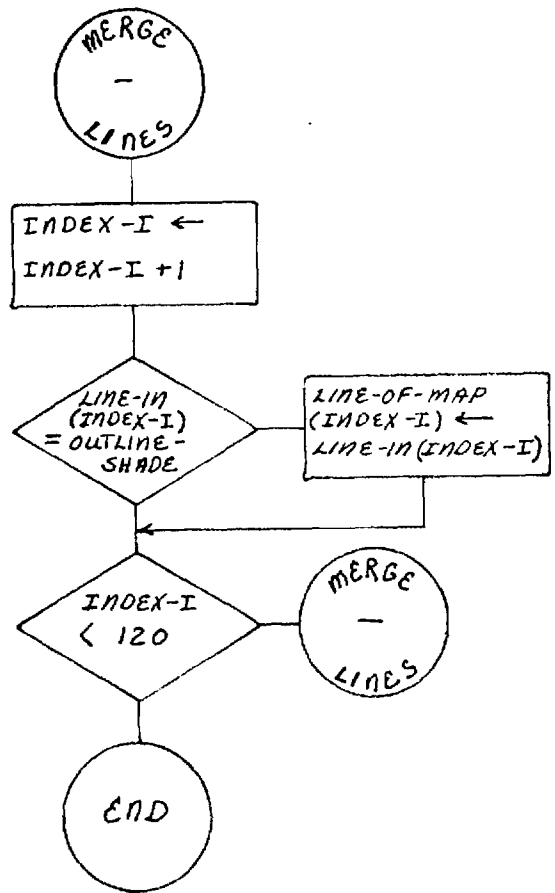 MERGE
-
LINES
INDEX-I ←
INDEX-I +1
LINE-IN
(INDEX-I)
= OUTLINE-
SHADE
LINE-OF-MAP
(INDEX-I) ←
LINE-IN (INDEX-I)
INDEX-I
< 120
MERGE
-
LINES
END